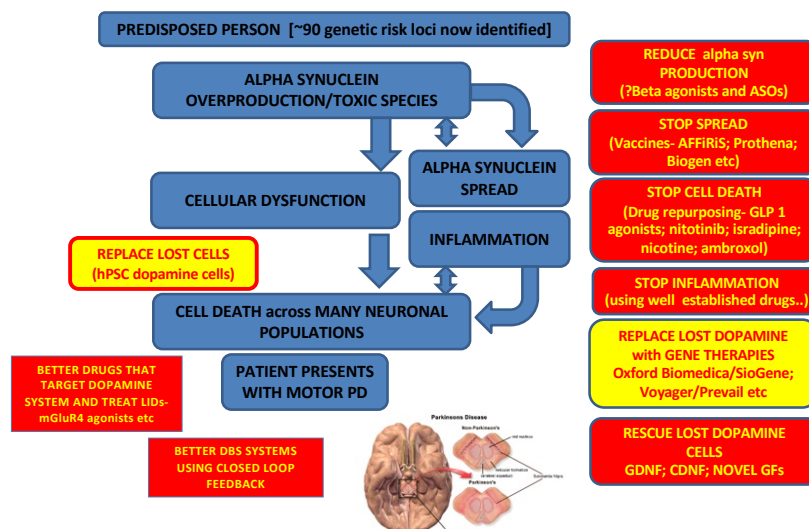 PREDISPOSED PERSON [~90 genetic risk loci now identified]
ALPHA SYNUCLEIN
OVERPRODUCTION/TOXIC SPECIES
ALPHA SYNUCLEIN
SPREAD
CELLULAR DYSFUNCTION
INFLAMMATION
REPLACE LOST CELLS
(hPSC dopamine cells)
CELL DEATH across MANY NEURONAL
POPULATIONS
PATIENT PRESENTS
WITH MOTOR PD
BETTER DRUGS THAT
TARGET DOPAMINE
SYSTEM AND TREAT LIDs-
mGluR4 agonists etc
BETTER DBS SYSTEMS
USING CLOSED LOOP
FEEDBACK
REDUCE alpha syn
PRODUCTION
(?Beta agonists and ASOs)
STOP SPREAD
(Vaccines- AFFiRiS; Prothena;
Biogen etc)
STOP CELL DEATH
(Drug repurposing- GLP 1
agonists; nitotinib; isradipine;
nicotine; ambroxol)
STOP INFLAMMATION
(using well established drugs..)
REPLACE LOST DOPAMINE
with GENE THERAPIES
Oxford Biomedica/SioGene;
Voyager/Prevail etc
RESCUE LOST DOPAMINE
CELLS
GDNF; CDNF; NOVEL GFs
Parkinsons Disease
Non-Parkinson's
Parkinson's